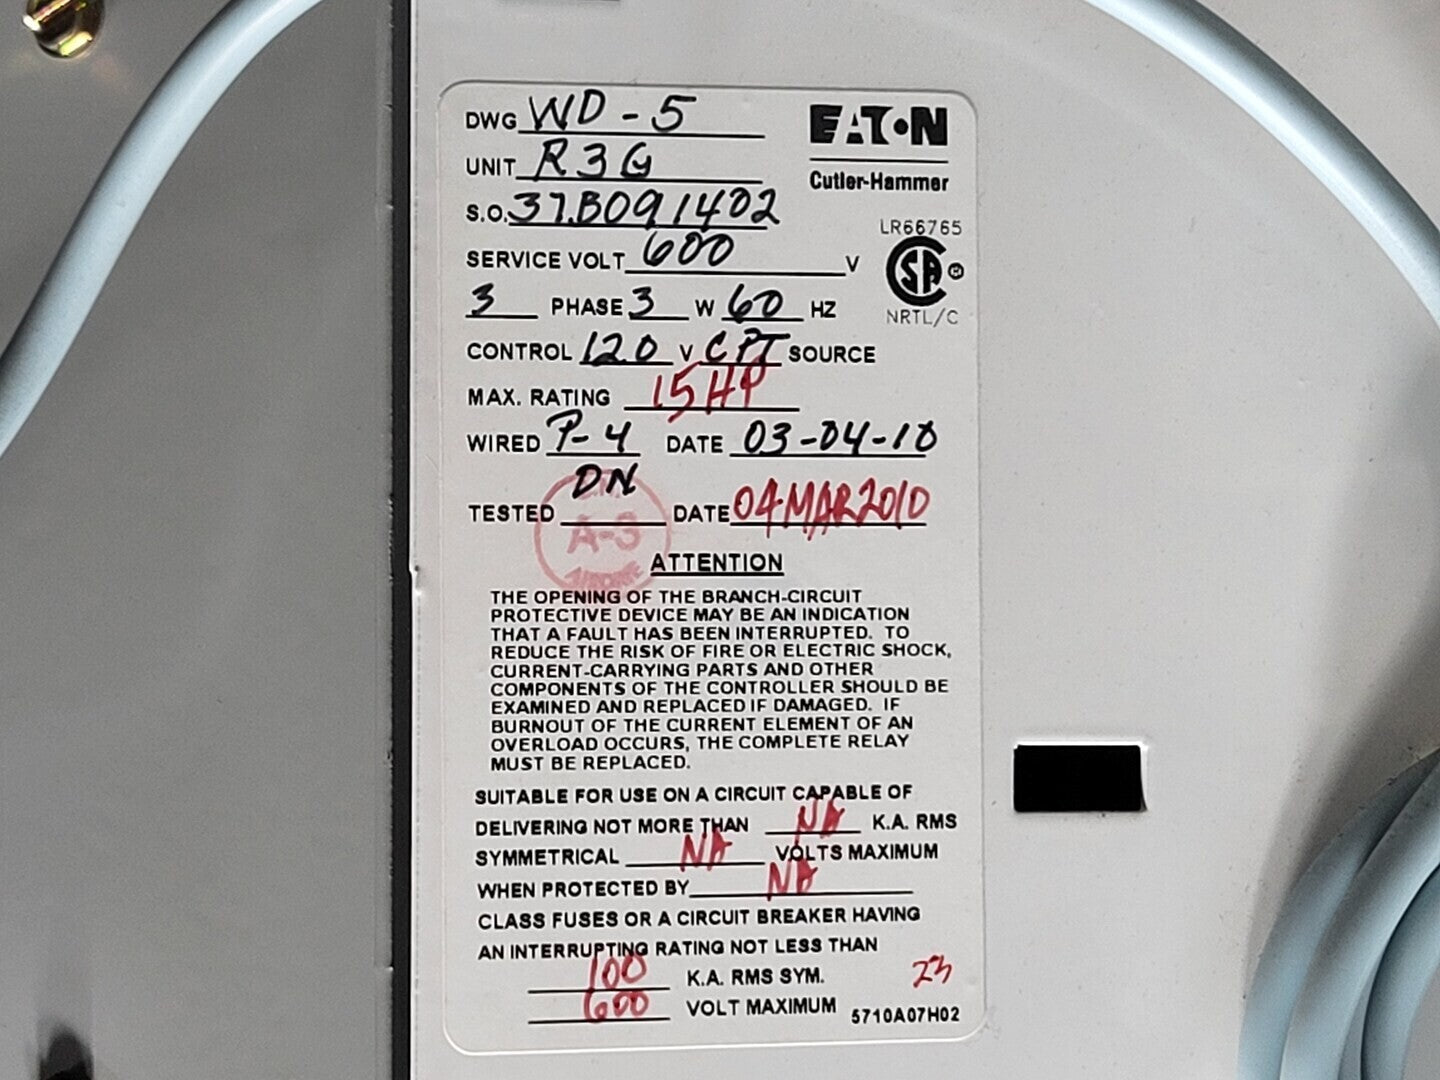 DWG WD-5
EATON
UNIT R3G
Cutler-Hammer
S.O. 37B091402
LR66765
SERVICE VOLT 600 V
SA
NRTL/C
3 PHASE 3 W 60 HZ
CONTROL 120 V CPT SOURCE
MAX. RATING 15HP
WIRED P-4 DATE 03-04-10
DN
TESTED DATE 04MAR2010
A-3
ATTENTION
THE OPENING OF THE BRANCH-CIRCUIT
PROTECTIVE DEVICE MAY BE AN INDICATION
THAT A FAULT HAS BEEN INTERRUPTED. TO
REDUCE THE RISK OF FIRE OR ELECTRIC SHOCK,
CURRENT-CARRYING PARTS AND OTHER
COMPONENTS OF THE CONTROLLER SHOULD BE
EXAMINED AND REPLACED IF DAMAGED. IF
BURNOUT OF THE CURRENT ELEMENT OF AN
OVERLOAD OCCURS, THE COMPLETE RELAY
MUST BE REPLACED.
SUITABLE FOR USE ON A CIRCUIT CAPABLE OF
DELIVERING NOT MORE THAN NA K.A. RMS
SYMMETRICAL NA VOLTS MAXIMUM
WHEN PROTECTED BY NA
CLASS FUSES OR A CIRCUIT BREAKER HAVING
AN INTERRUPTING RATING NOT LESS THAN
100 K.A. RMS SYM. 23
600 VOLT MAXIMUM 5710A07H02